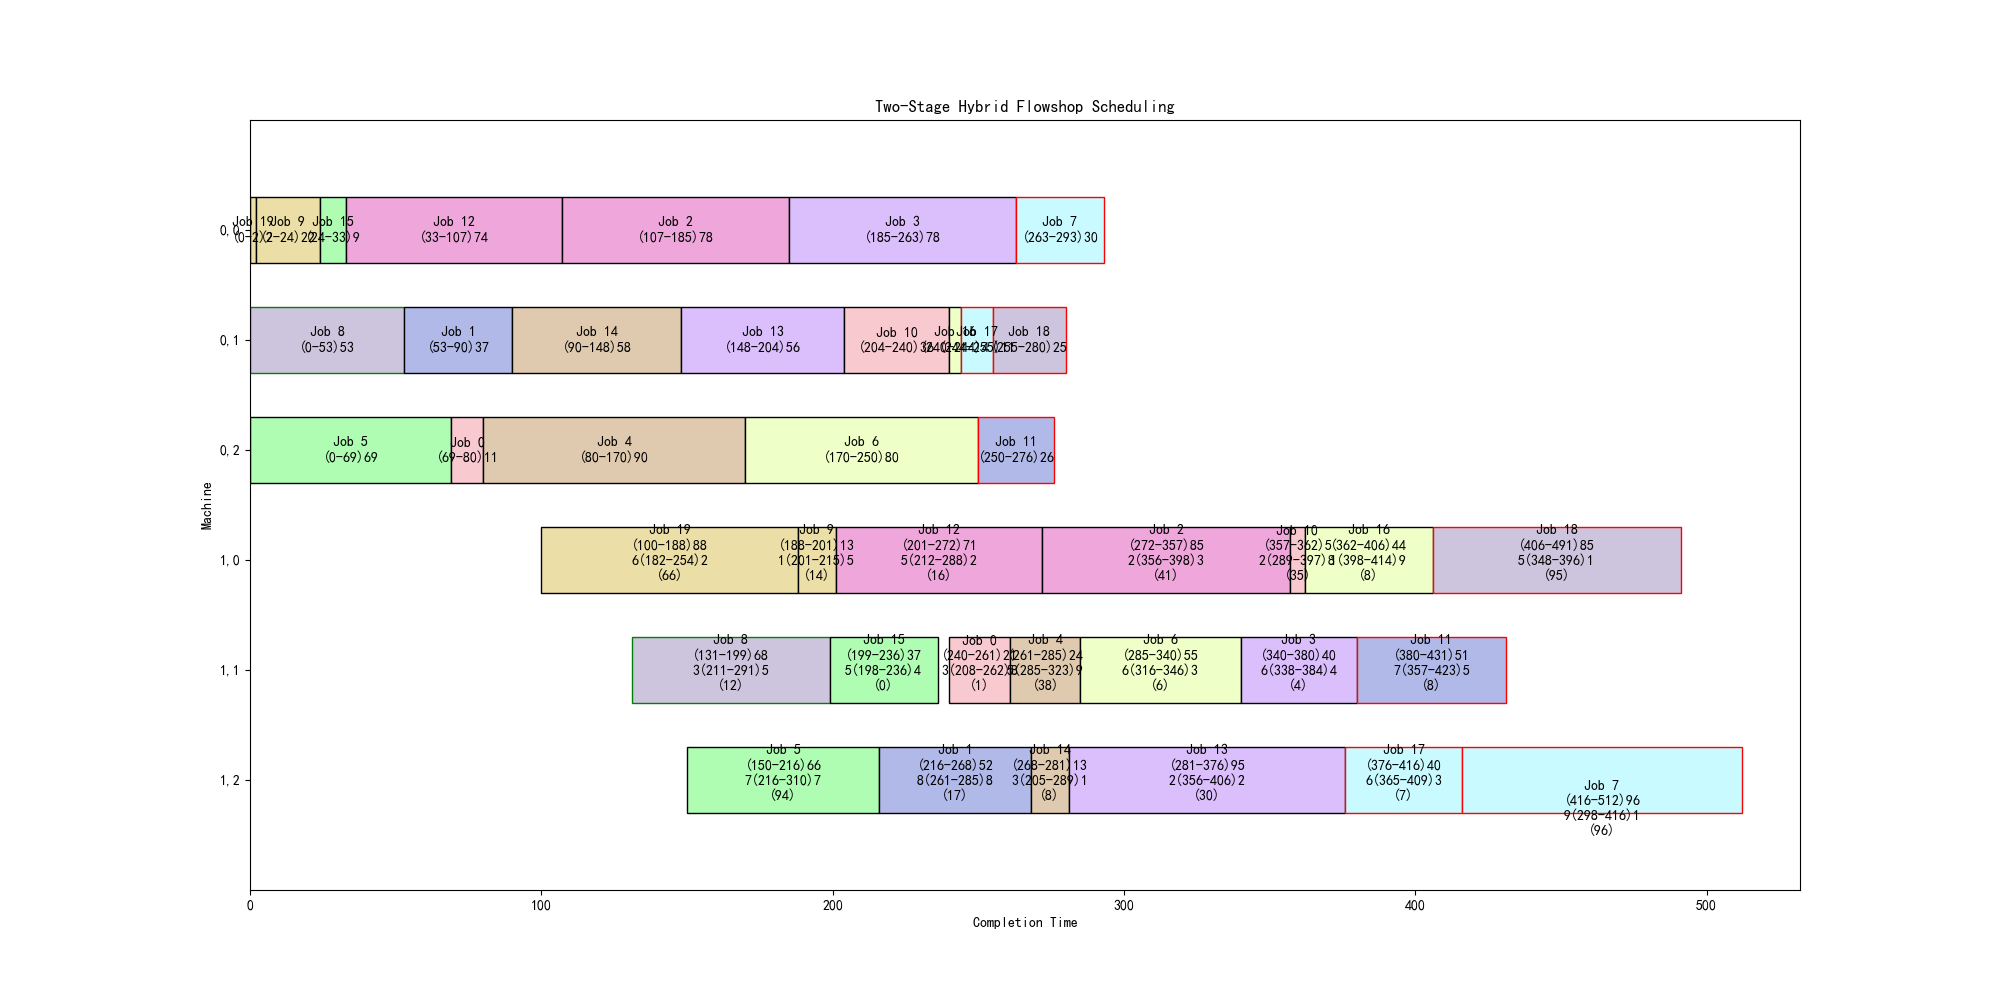 Two-Stage Hybrid Flowshop Scheduling
0,0
Job 19
(0-2)2
Job 9
(2-24)22
Job 15
(24-33)9
Job 12
(33-107)74
Job 2
(107-185)78
Job 3
(185-263)78
Job 7
(263-293)30
0,1
Job 8
(0-53)53
Job 1
(53-90)37
Job 14
(90-148)58
Job 13
(148-204)56
Job 10
(204-240)36
Job 16
(240-244)4
Job 17
(244-255)11
Job 18
(255-280)25
0,2
Job 5
(0-69)69
Job 0
(69-80)11
Job 4
(80-170)90
Job 6
(170-250)80
Job 11
(250-276)26
Machine
1,0
Job 19
(100-188)88
6(182-254)2
(66)
Job 9
(188-201)13
1(201-215)5
(14)
Job 12
(201-272)71
5(212-288)2
(16)
Job 2
(272-357)85
2(356-398)3
(41)
Job 10
(357-362)5
2(289-397)8
(35)
Job 16
(362-406)44
(398-414)9
(8)
Job 18
(406-491)85
5(348-396)1
(95)
1,1
Job 8
(131-199)68
3(211-291)5
(12)
Job 15
(199-236)37
5(198-236)4
(0)
Job 0
(240-261)21
3(208-262)
(1)
Job 4
(261-285)24
(285-323)9
(38)
Job 6
(285-340)55
6(316-346)3
(6)
Job 3
(340-380)40
6(338-384)4
(4)
Job 11
(380-431)51
7(357-423)5
(8)
1,2
Job 5
(150-216)66
7(216-310)7
(94)
Job 1
(216-268)52
8(261-285)8
(17)
Job 14
(268-281)13
3(205-289)1
(8)
Job 13
(281-376)95
2(356-406)2
(30)
Job 17
(376-416)40
6(365-409)3
(7)
Job 7
(416-512)96
9(298-416)1
(96)
0
100
200
300
400
500
Completion Time